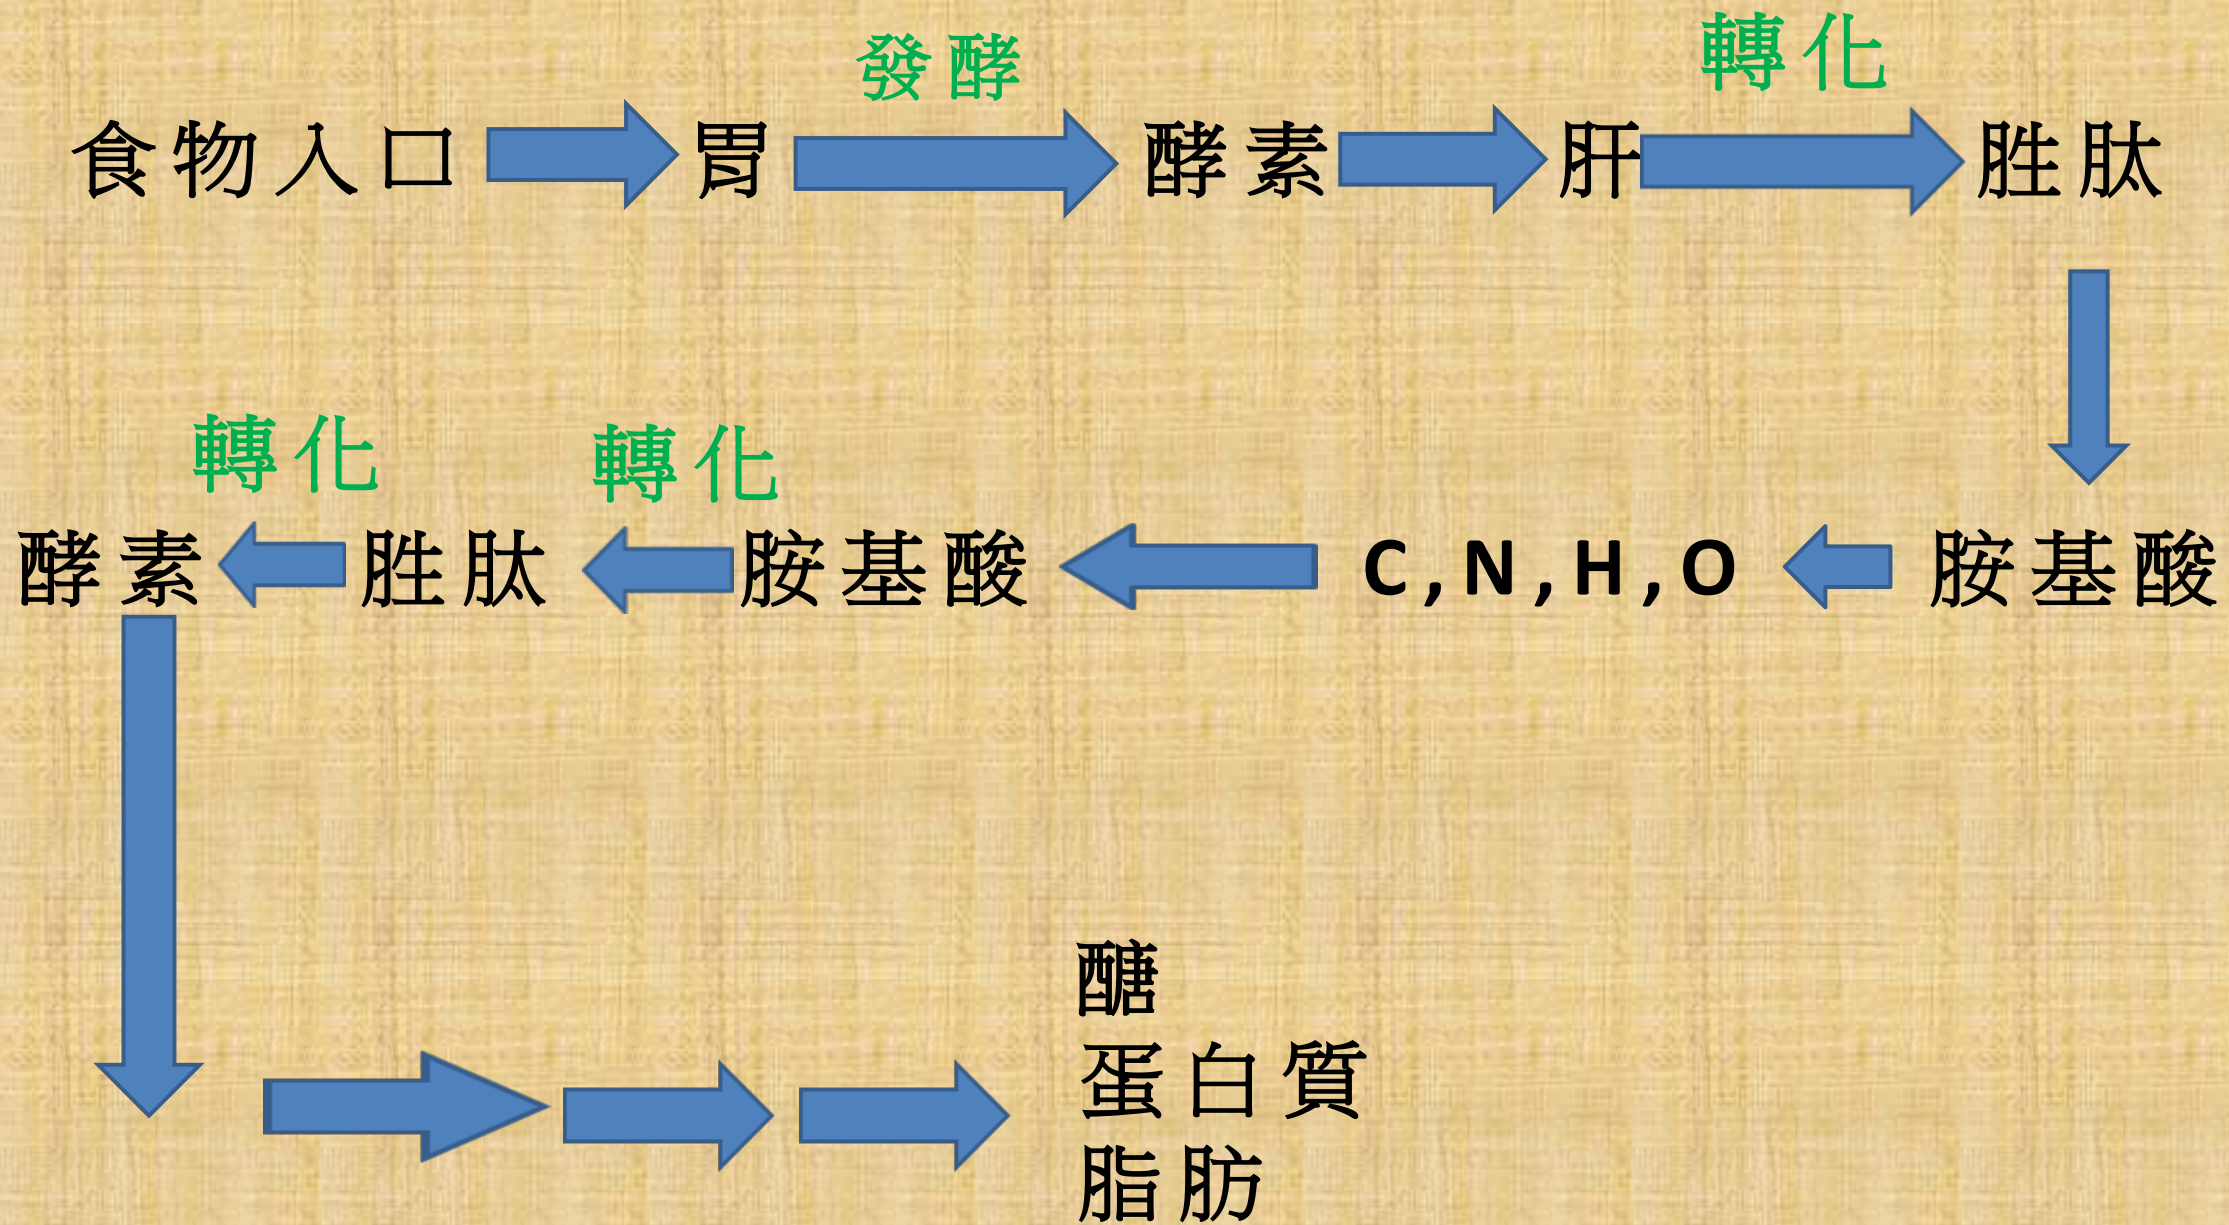 發酵 轉化
食物入口 胃 酵素 肝 胜肽
轉化 轉化
酵素 胜肽 胺基酸 C,N,H,O 胺基酸
醣
蛋白質
脂肪